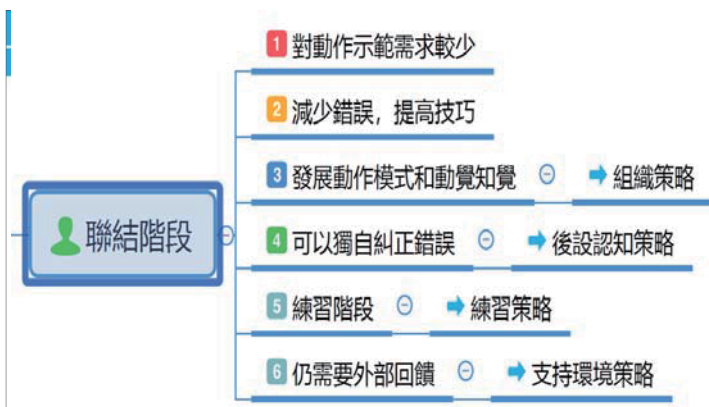 1 對動作示範需求較少
2 減少錯誤，提高技巧
3 發展動作模式和動覺知覺 組織策略
聯結階段
4 可以獨自糾正錯誤 後設認知策略
5 練習階段 練習策略
6 仍需要外部回饋 支持環境策略